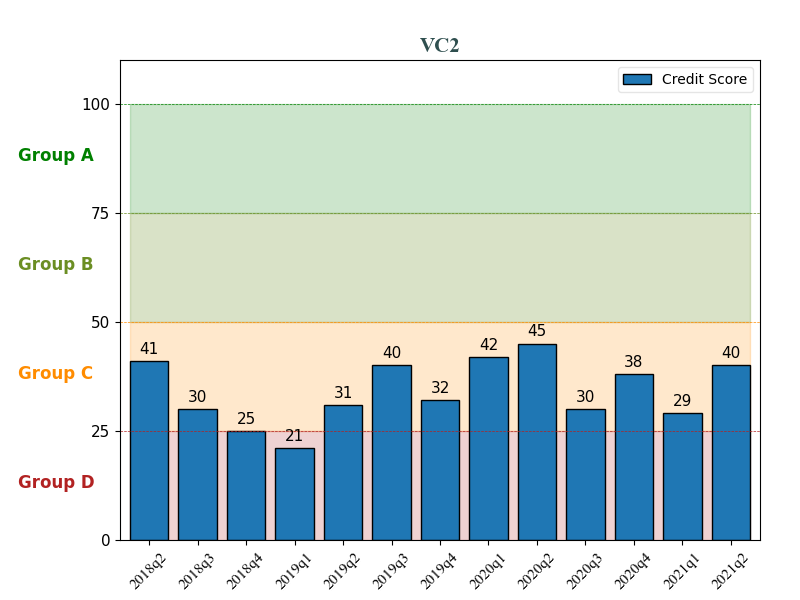 VC2
Credit Score
100
Group A
75
Group B
50
45
42
41
40
40
38
Group C
32
31
30
30
29
25
25
21
Group D
0
2018q2
2018q3
2018q4
2019q1
2019q2
2019q3
2019q4
2020q1
2020q2
2020q3
2020q4
2021q1
2021q2